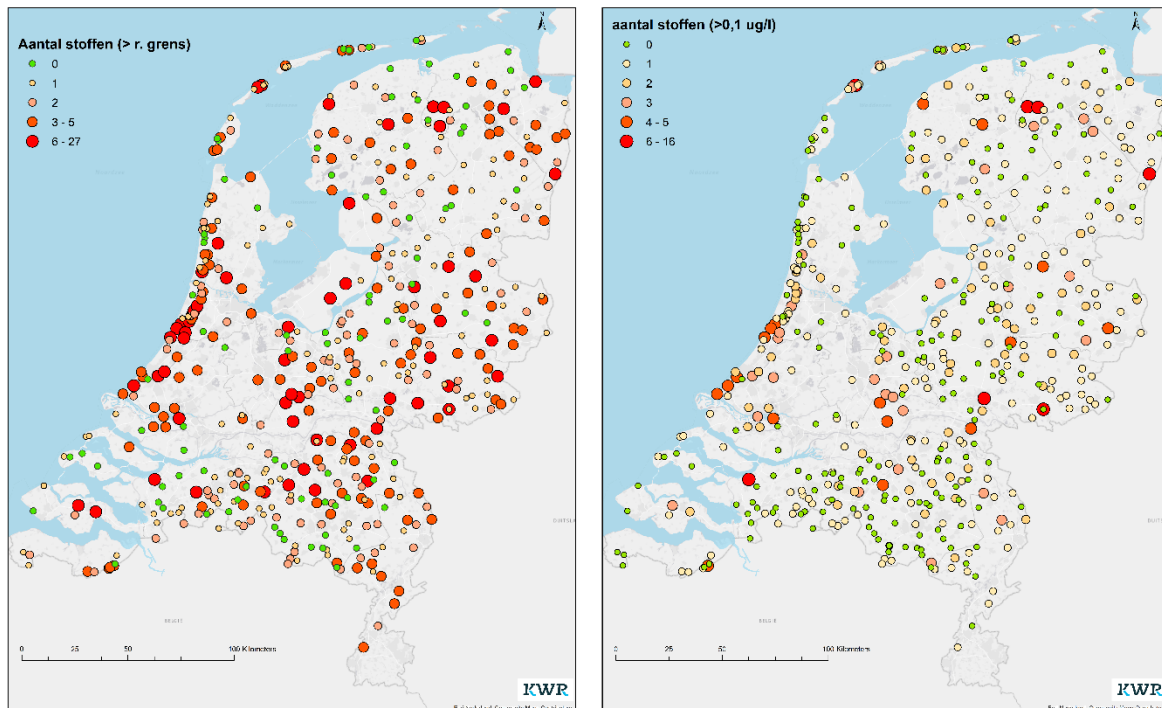 Aantal stoffen (> r. grens)
0
1
2
3 - 5
6 - 27
0 25 50 100 Kilometers
KWR
aantal stoffen (>0,1 ug/l)
0
1
2
3
4 - 5
6 - 16
0 25 50 100 Kilometers
KWR